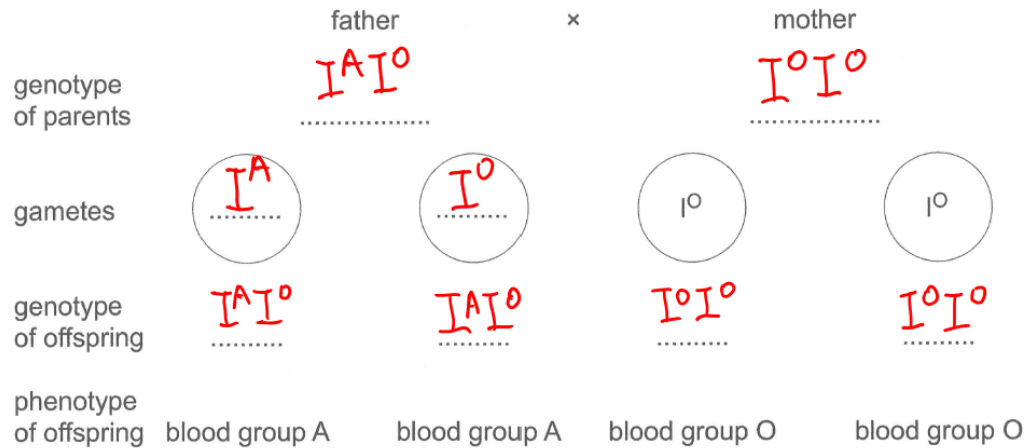 father × mother
genotype of parents IᴬIᴼ IᴼIᴼ
gametes Iᴬ Iᴼ Iᴼ Iᴼ
genotype of offspring IᴬIᴼ IᴬIᴼ IᴼIᴼ IᴼIᴼ
phenotype of offspring blood group A blood group A blood group O blood group O